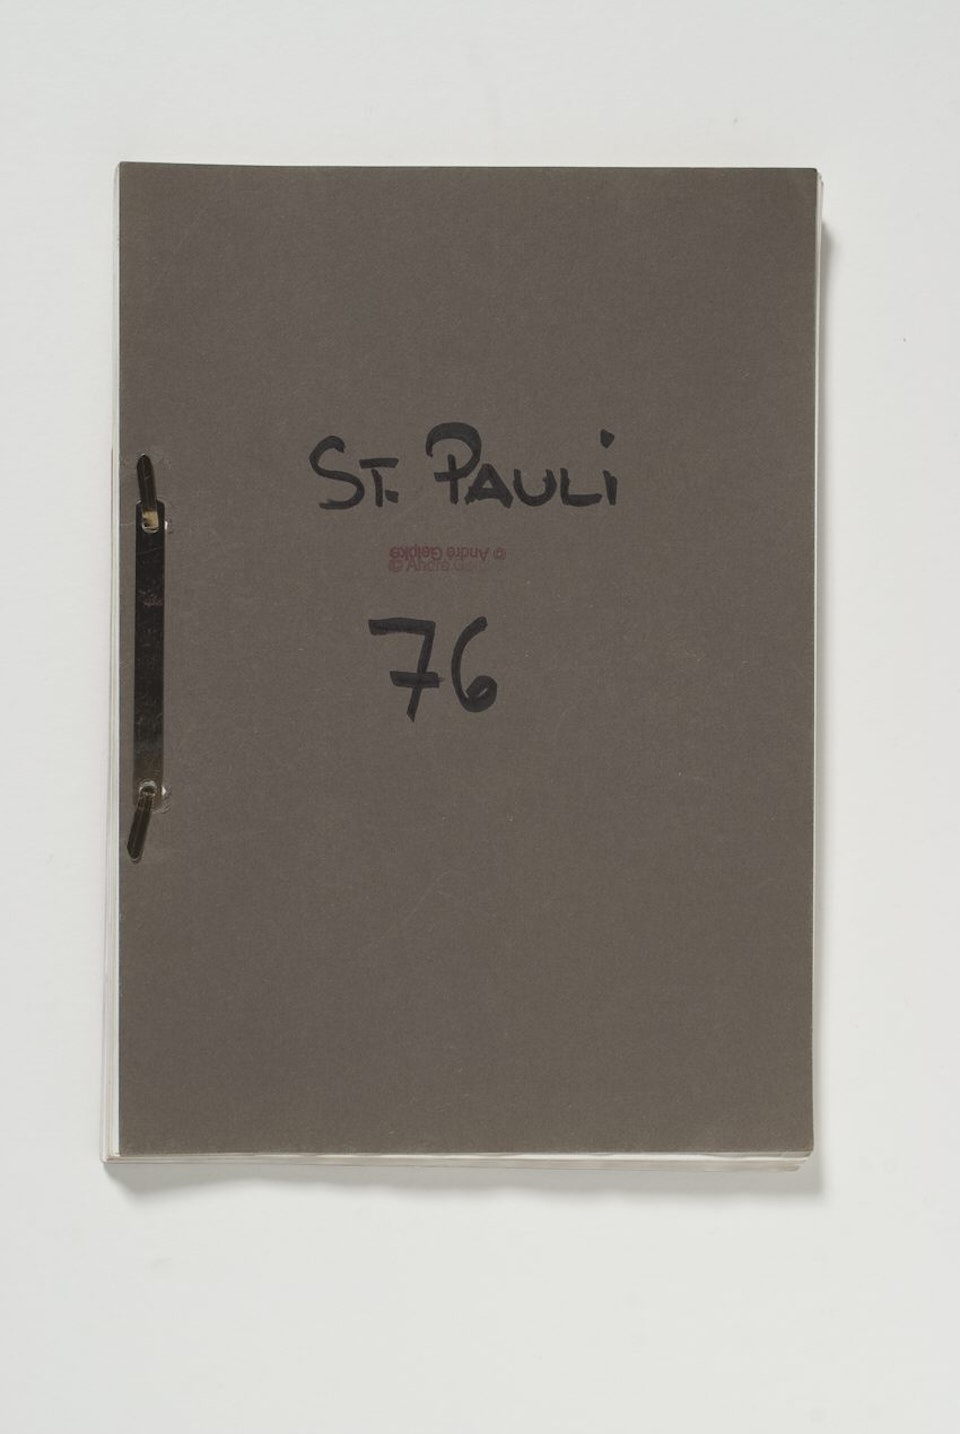 ST. PAULi
© André Gelpke
76